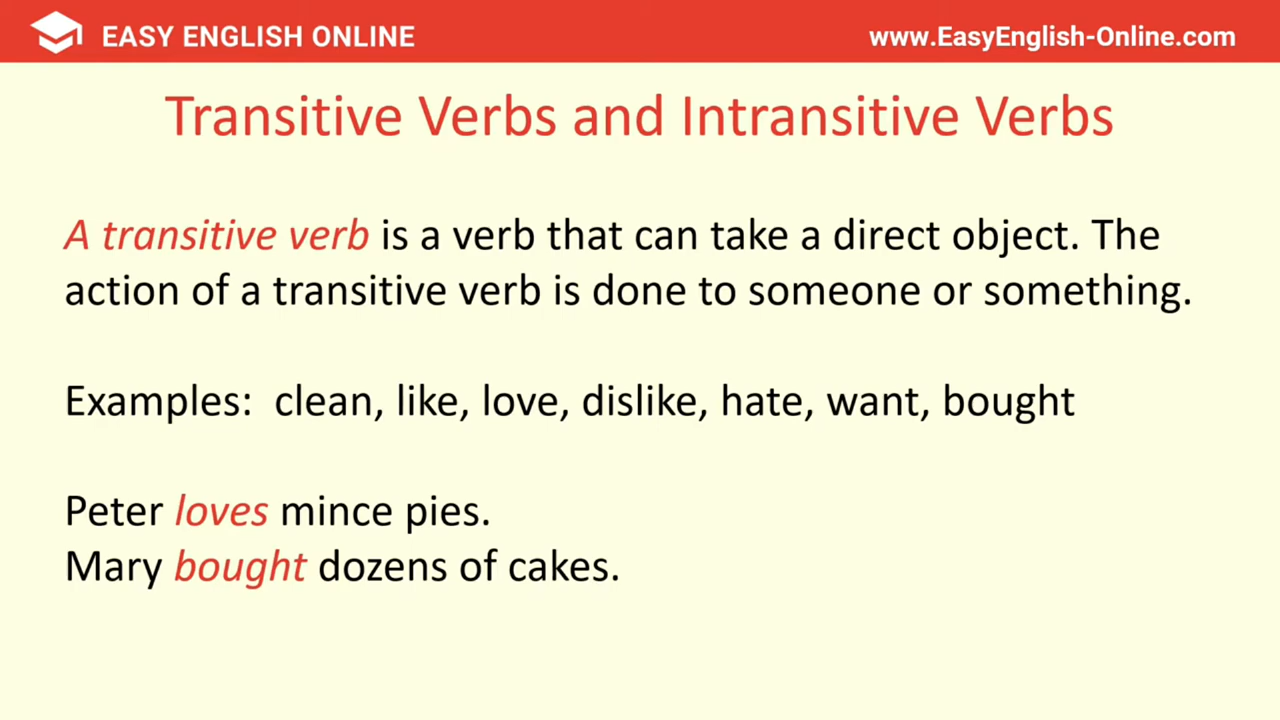 EASY ENGLISH ONLINE
www.EasyEnglish-Online.com
Transitive Verbs and Intransitive Verbs
A transitive verb is a verb that can take a direct object. The
action of a transitive verb is done to someone or something.
Examples: clean, like, love, dislike, hate, want, bought
Peter loves mince pies.
Mary bought dozens of cakes.